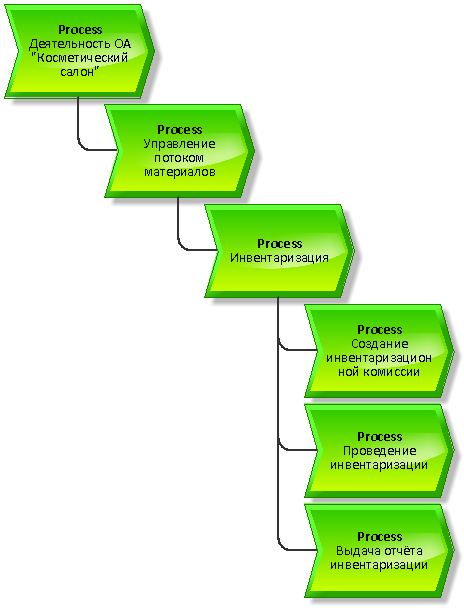 Process
Деятельность ОА
"Косметический
салон"
Process
Управление
потоком
материалов
Process
Инвентаризация
Process
Создание
инвентаризацион
ной комиссии
Process
Проведение
инвентаризации
Process
Выдача отчёта
инвентаризации